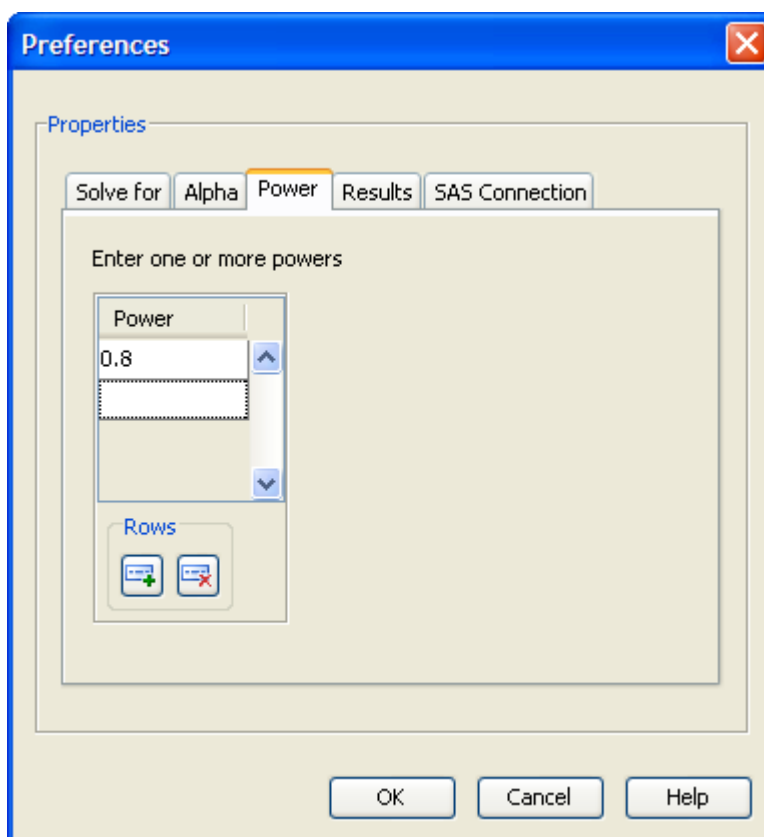 Preferences
Properties
Solve for Alpha Power Results SAS Connection
Enter one or more powers
Power
0.8
Rows
OK Cancel Help